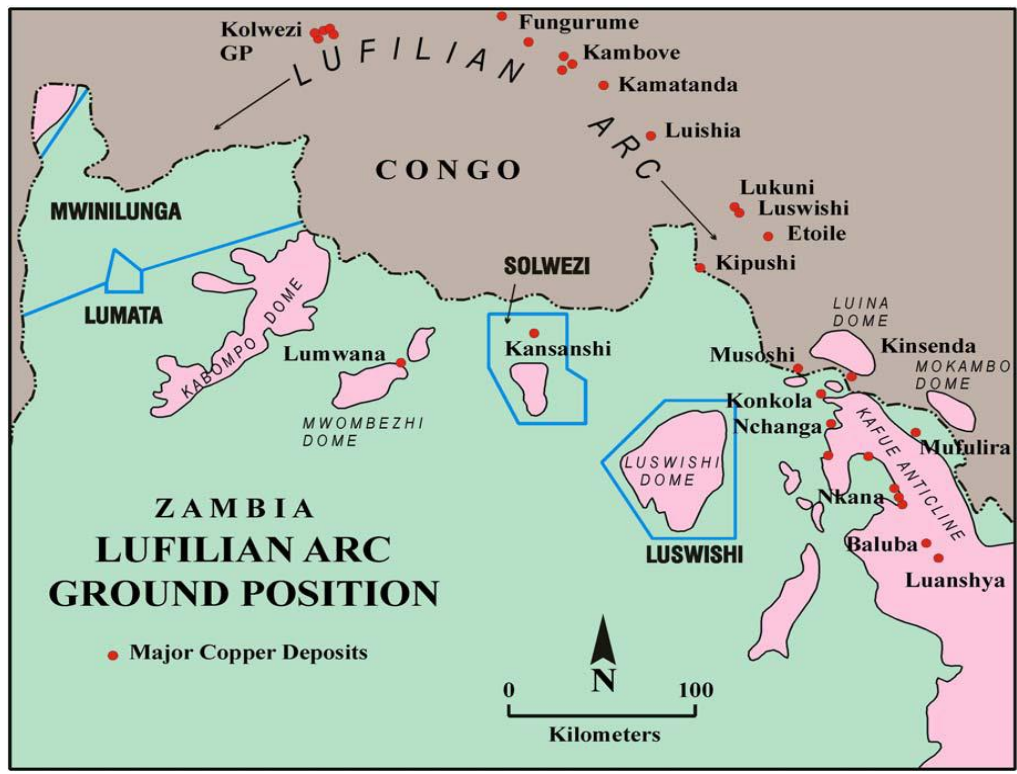 Kolwezi
GP
Fungurume
LUFILIAN ARC
Kambove
Kamatanda
Luishia
CONGO
Lukuni
Luswishi
Etoile
MWINILUNGA
Kipushi
SOLWEZI
LUMATA
KABOMPO DOME
LUINA
DOME
Lumwana
Kansanshi
Musoshi
Kinsenda
MOKAMBO
DOME
MWOMBEZHI
DOME
Konkola
Nchanga
KAFUE ANTICLINE
Mufulira
LUSWISHI
DOME
Nkana
ZAMBIA
LUFILIAN ARC
GROUND POSITION
LUSWISHI
Baluba
Luanshya
Major Copper Deposits
N
0 100
Kilometers